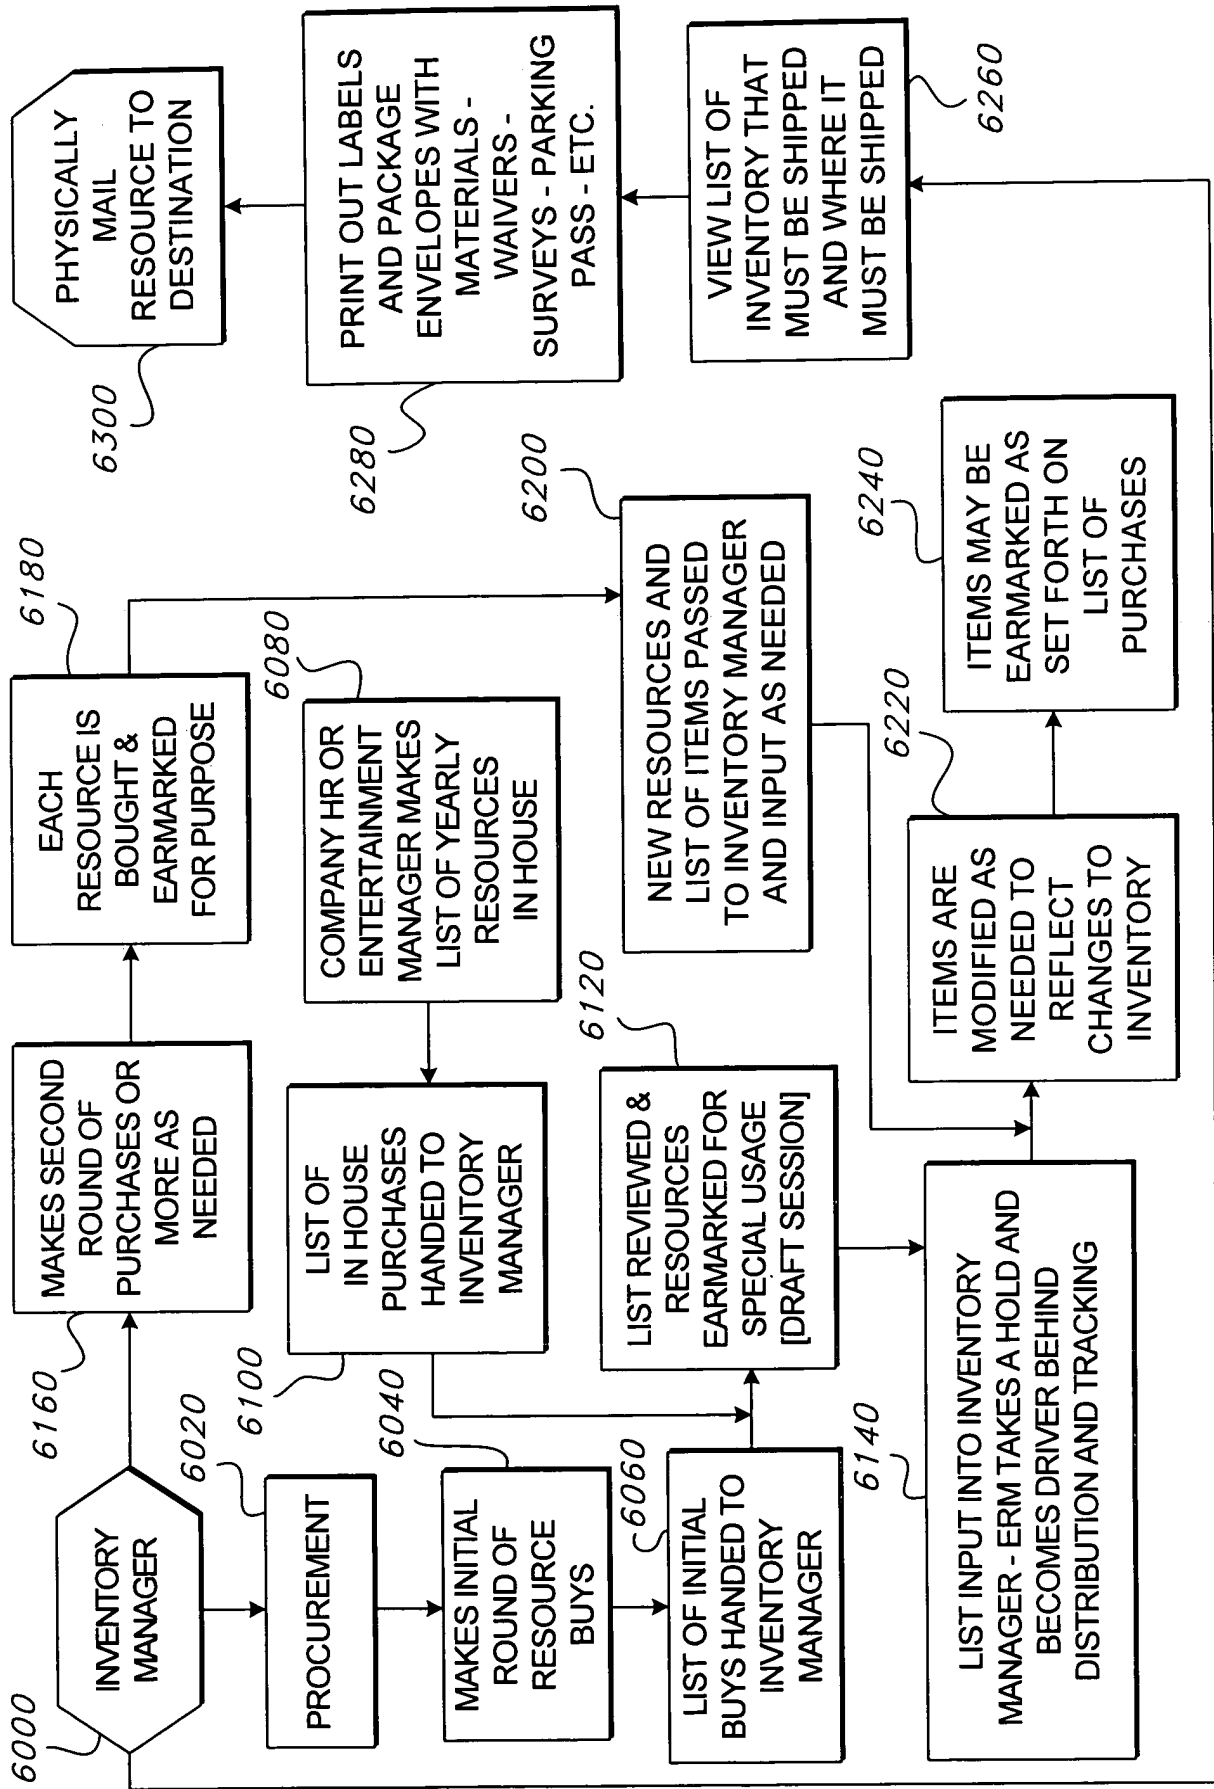 6000
INVENTORY
MANAGER
6160
MAKES SECOND
ROUND OF
PURCHASES OR
MORE AS
NEEDED
6180
EACH
RESOURCE IS
BOUGHT &
EARMARKED
FOR PURPOSE
6300
PHYSICALLY
MAIL
RESOURCE TO
DESTINATION
6020
PROCUREMENT
6100
LIST OF
IN HOUSE
PURCHASES
HANDED TO
INVENTORY
MANAGER
6080
COMPANY HR OR
ENTERTAINMENT
MANAGER MAKES
LIST OF YEARLY
RESOURCES
IN HOUSE
6280
PRINT OUT LABELS
AND PACKAGE
ENVELOPES WITH
MATERIALS -
WAIVERS -
SURVEYS - PARKING
PASS - ETC.
6040
MAKES INITIAL
ROUND OF
RESOURCE
BUYS
6060
LIST OF INITIAL
BUYS HANDED TO
INVENTORY
MANAGER
6120
LIST REVIEWED &
RESOURCES
EARMARKED FOR
SPECIAL USAGE
[DRAFT SESSION]
6200
NEW RESOURCES AND
LIST OF ITEMS PASSED
TO INVENTORY MANAGER
AND INPUT AS NEEDED
6260
VIEW LIST OF
INVENTORY THAT
MUST BE SHIPPED
AND WHERE IT
MUST BE SHIPPED
6140
LIST INPUT INTO INVENTORY
MANAGER - ERM TAKES A HOLD AND
BECOMES DRIVER BEHIND
DISTRIBUTION AND TRACKING
6220
ITEMS ARE
MODIFIED AS
NEEDED TO
REFLECT
CHANGES TO
INVENTORY
6240
ITEMS MAY BE
EARMARKED AS
SET FORTH ON
LIST OF
PURCHASES